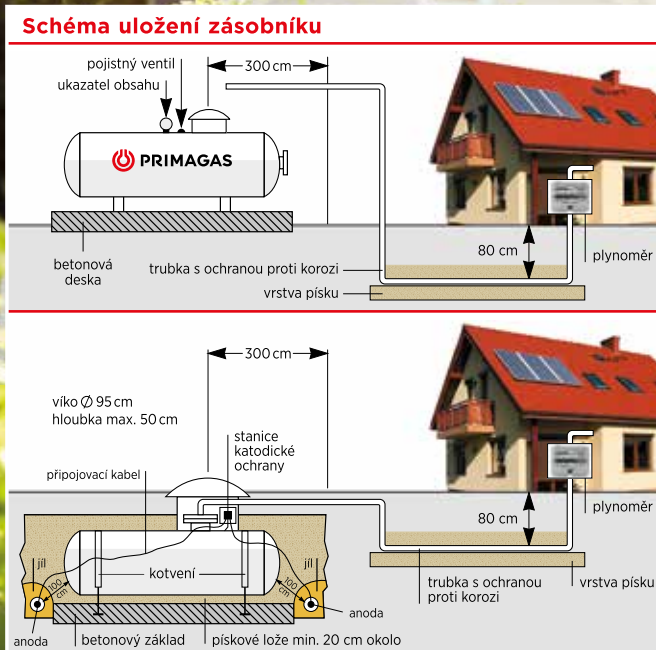 Schéma uložení zásobníku
pojistný ventil
300 cm
ukazatel obsahu
PRIMAGAS
80 cm
plynoměr
betonová
deska
trubka s ochranou proti korozi
vrstva písku
300 cm
víko Ø 95 cm
hloubka max. 50 cm
stanice
katodické
ochrany
připojovací kabel
plynoměr
80 cm
jíl
kotvení
jíl
100
cm
100
cm
trubka s ochranou
proti korozi
vrstva písku
anoda
anoda
betonový základ
pískové lože min. 20 cm okolo